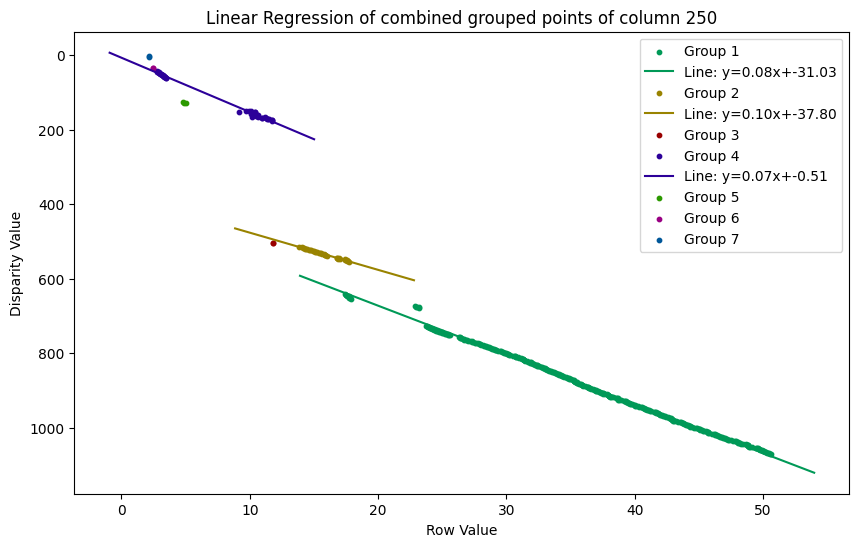 Linear Regression of combined grouped points of column 250
Group 1
Line: y=0.08x+-31.03
Group 2
Line: y=0.10x+-37.80
Group 3
Group 4
Line: y=0.07x+-0.51
Group 5
Group 6
Group 7
Disparity Value
0
200
400
600
800
1000
0 10 20 30 40 50
Row Value